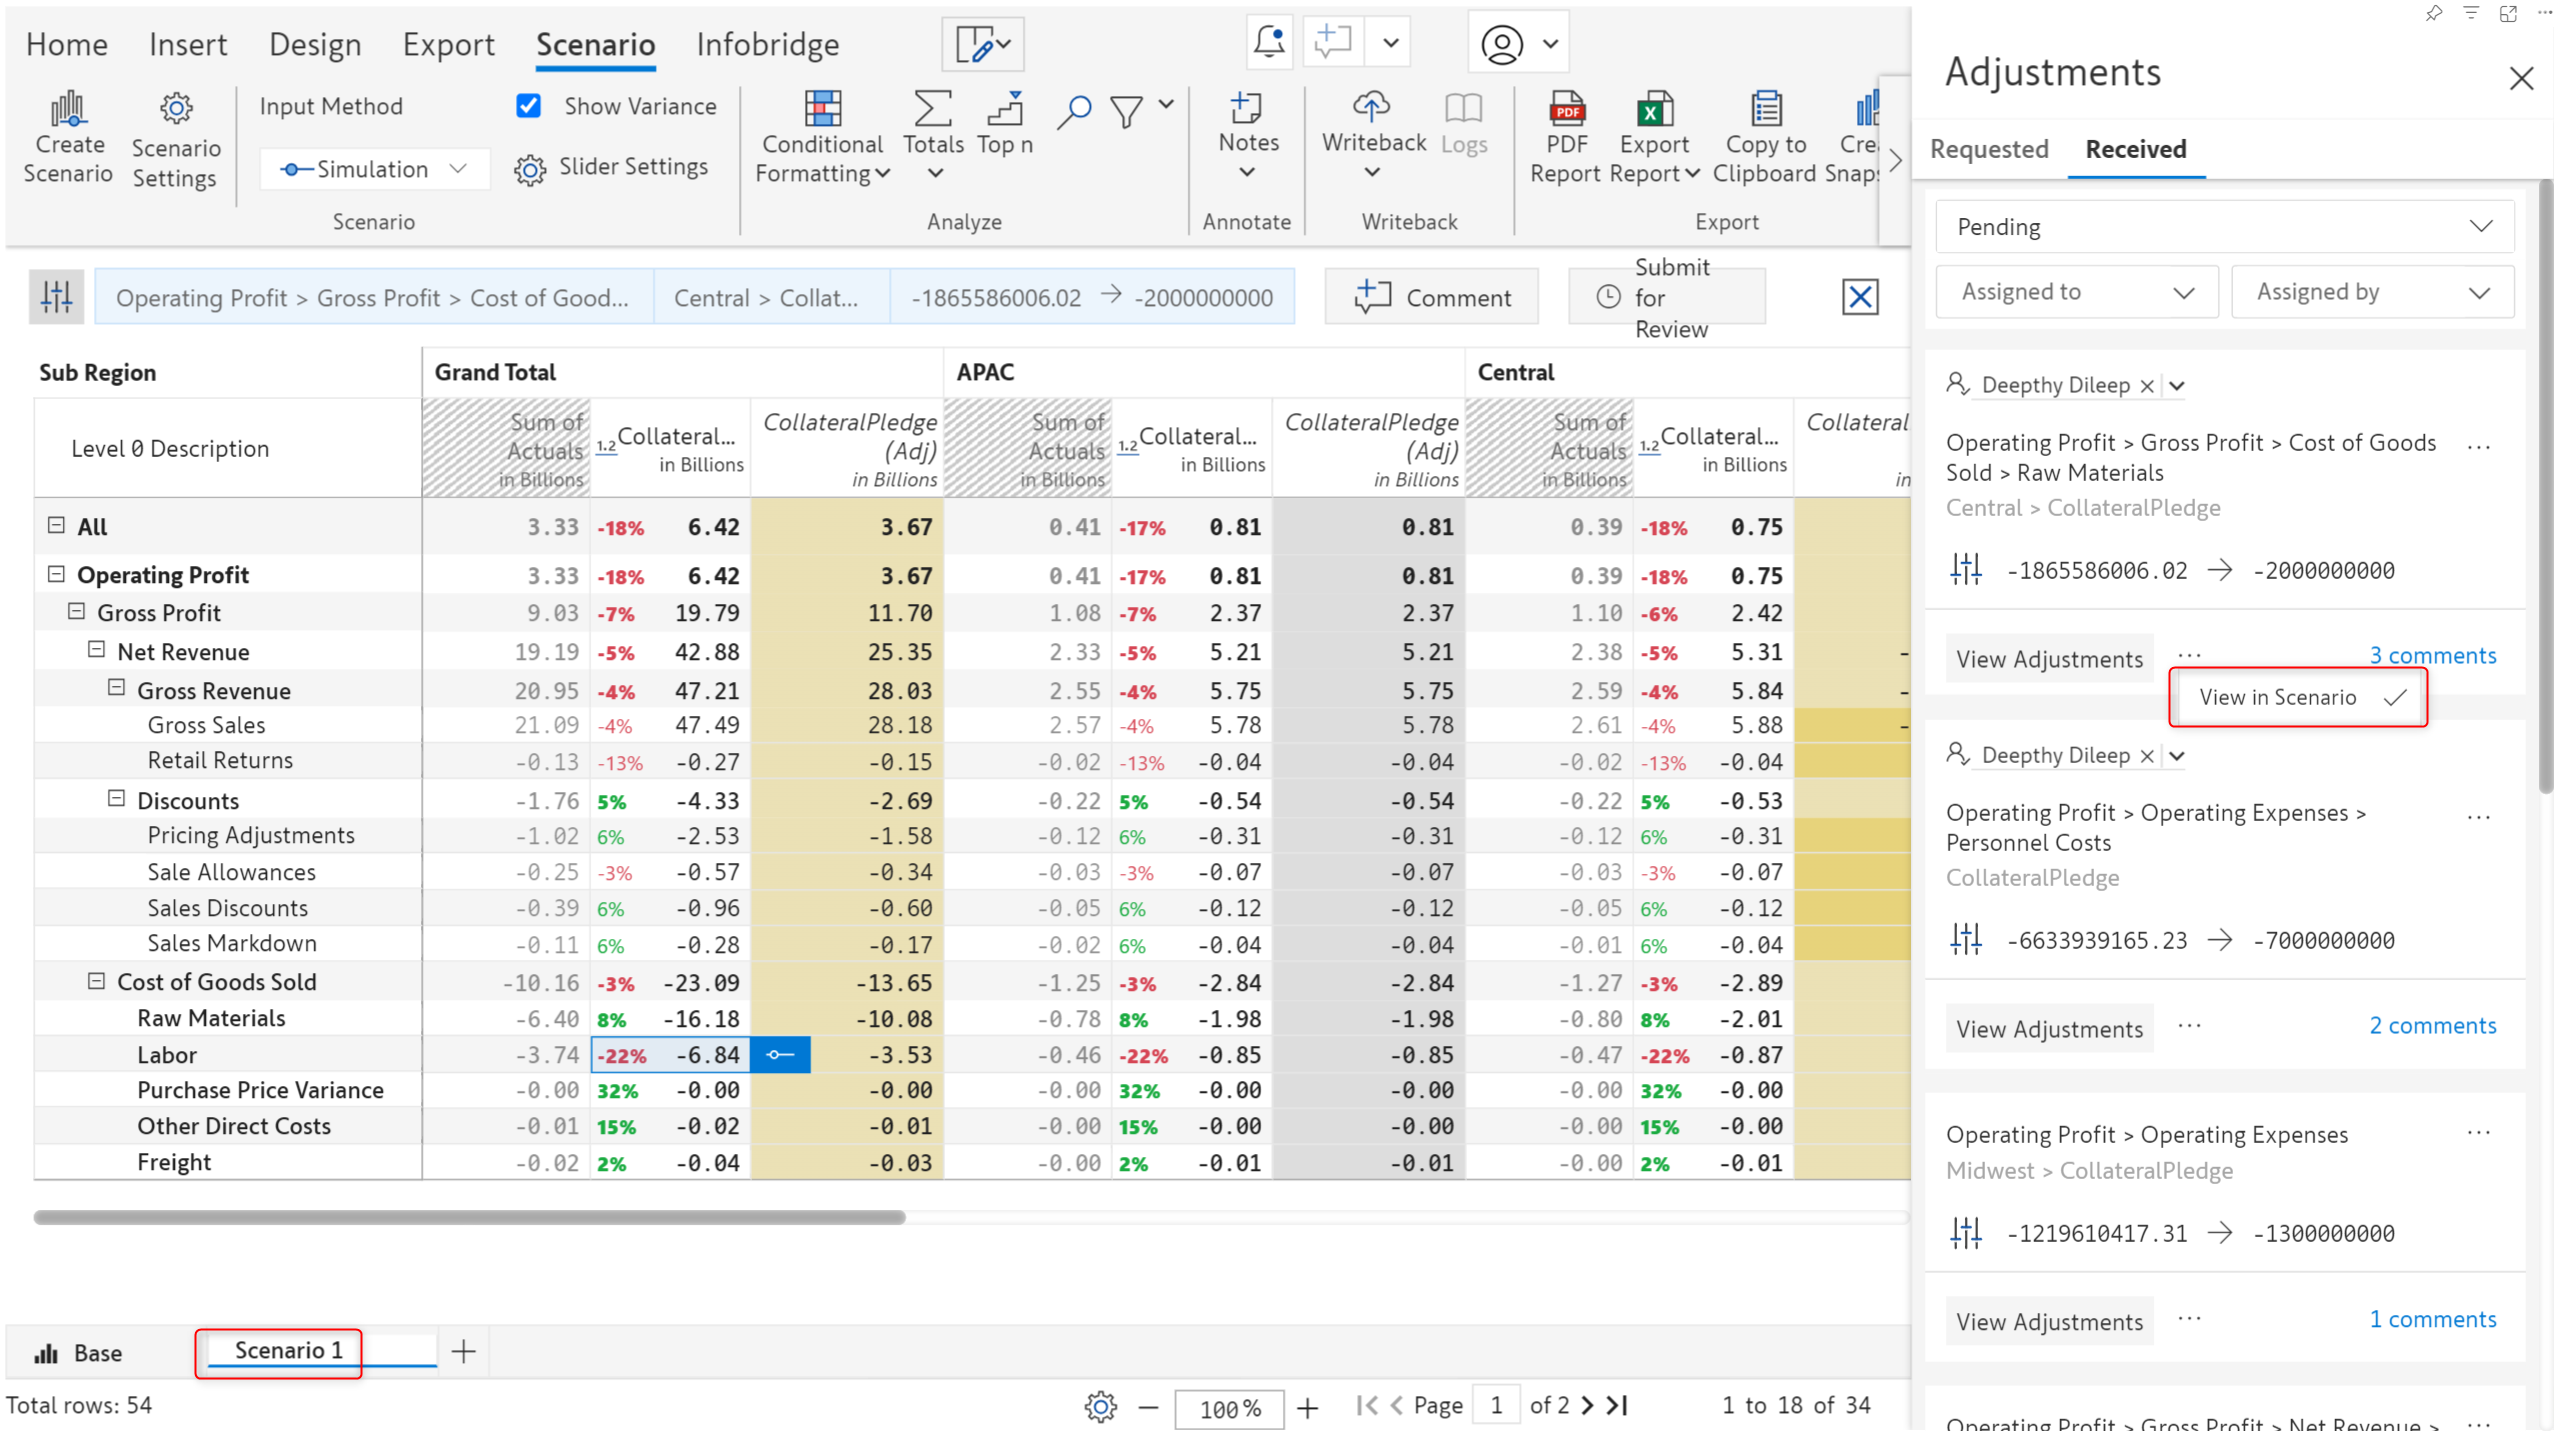 Home Insert Design Export Scenario Infobridge
Create Scenario
Scenario Settings
Input Method
Simulation
Show Variance
Slider Settings
Scenario
Conditional Formatting
Totals
Top n
Analyze
Notes
Annotate
Writeback
Logs
Writeback
PDF
PDF Report
Export Report
Copy to Clipboard
Cre
Snap
Export
Operating Profit > Gross Profit > Cost of Good... Central > Collat... -1865586006.02 → -2000000000
Comment
Submit for Review
Sub Region Grand Total APAC Central
Level 0 Description
Sum of Actuals in Billions
1.2 Collateral... in Billions
CollateralPledge (Adj) in Billions
Sum of Actuals in Billions
1.2 Collateral... in Billions
CollateralPledge (Adj) in Billions
Sum of Actuals in Billions
1.2 Collateral... in Billions
Collateral
in
All 3.33 -18% 6.42 3.67 0.41 -17% 0.81 0.81 0.39 -18% 0.75
Operating Profit 3.33 -18% 6.42 3.67 0.41 -17% 0.81 0.81 0.39 -18% 0.75
Gross Profit 9.03 -7% 19.79 11.70 1.08 -7% 2.37 2.37 1.10 -6% 2.42
Net Revenue 19.19 -5% 42.88 25.35 2.33 -5% 5.21 5.21 2.38 -5% 5.31 -
Gross Revenue 20.95 -4% 47.21 28.03 2.55 -4% 5.75 5.75 2.59 -4% 5.84 -
Gross Sales 21.09 -4% 47.49 28.18 2.57 -4% 5.78 5.78 2.61 -4% 5.88 -
Retail Returns -0.13 -13% -0.27 -0.15 -0.02 -13% -0.04 -0.04 -0.02 -13% -0.04
Discounts -1.76 5% -4.33 -2.69 -0.22 5% -0.54 -0.54 -0.22 5% -0.53
Pricing Adjustments -1.02 6% -2.53 -1.58 -0.12 6% -0.31 -0.31 -0.12 6% -0.31
Sale Allowances -0.25 -3% -0.57 -0.34 -0.03 -3% -0.07 -0.07 -0.03 -3% -0.07
Sales Discounts -0.39 6% -0.96 -0.60 -0.05 6% -0.12 -0.12 -0.05 6% -0.12
Sales Markdown -0.11 6% -0.28 -0.17 -0.02 6% -0.04 -0.04 -0.01 6% -0.04
Cost of Goods Sold -10.16 -3% -23.09 -13.65 -1.25 -3% -2.84 -2.84 -1.27 -3% -2.89
Raw Materials -6.40 8% -16.18 -10.08 -0.78 8% -1.98 -1.98 -0.80 8% -2.01
Labor -3.74 -22% -6.84 -3.53 -0.46 -22% -0.85 -0.85 -0.47 -22% -0.87
Purchase Price Variance -0.00 32% -0.00 -0.00 -0.00 32% -0.00 -0.00 -0.00 32% -0.00
Other Direct Costs -0.01 15% -0.02 -0.01 -0.00 15% -0.00 -0.00 -0.00 15% -0.00
Freight -0.02 2% -0.04 -0.03 -0.00 2% -0.01 -0.01 -0.00 2% -0.01
Base Scenario 1
Total rows: 54
100 %
Page 1 of 2
1 to 18 of 34
Adjustments
Requested Received
Pending
Assigned to Assigned by
Deepthy Dileep
Operating Profit > Gross Profit > Cost of Goods
Sold > Raw Materials
Central > CollateralPledge
-1865586006.02 → -2000000000
View Adjustments ... 3 comments
View in Scenario
Deepthy Dileep
Operating Profit > Operating Expenses >
Personnel Costs
CollateralPledge
-6633939165.23 → -7000000000
View Adjustments ... 2 comments
Operating Profit > Operating Expenses
Midwest > CollateralPledge
-1219610417.31 → -1300000000
View Adjustments ... 1 comments
Operating Profit > Gross Profit > Net Revenue >